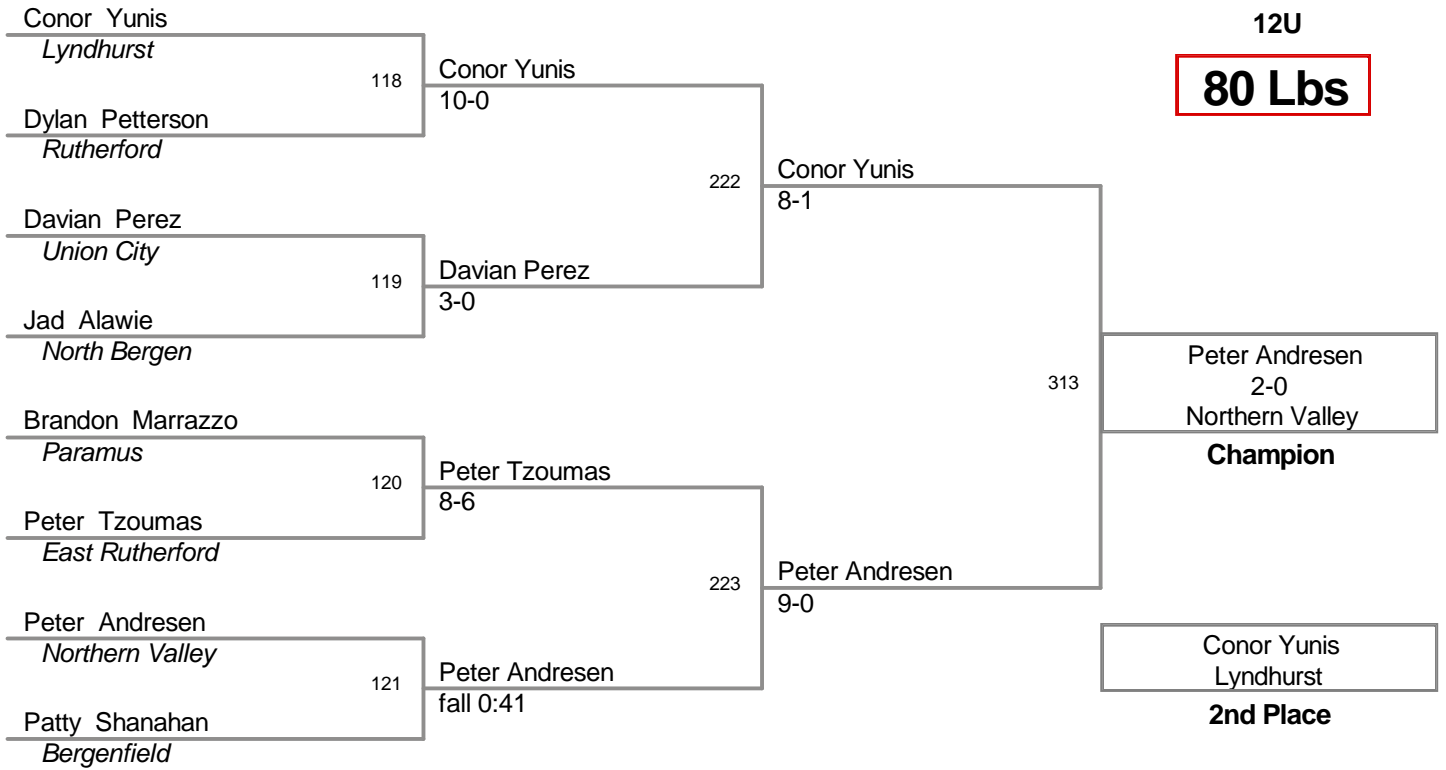 Conor Yunis
Lyndhurst
118
Dylan Petterson
Rutherford
Davian Perez
Union City
119
Jad Alawie
North Bergen
Brandon Marrazzo
Paramus
120
Peter Tzoumas
East Rutherford
Peter Andresen
Northern Valley
121
Patty Shanahan
Bergenfield
Conor Yunis
10-0
222
Davian Perez
3-0
Peter Tzoumas
8-6
223
Peter Andresen
fall 0:41
Conor Yunis
8-1
313
Peter Andresen
9-0
12U
80 Lbs
Peter Andresen
2-0
Northern Valley
Champion
Conor Yunis
Lyndhurst
2nd Place